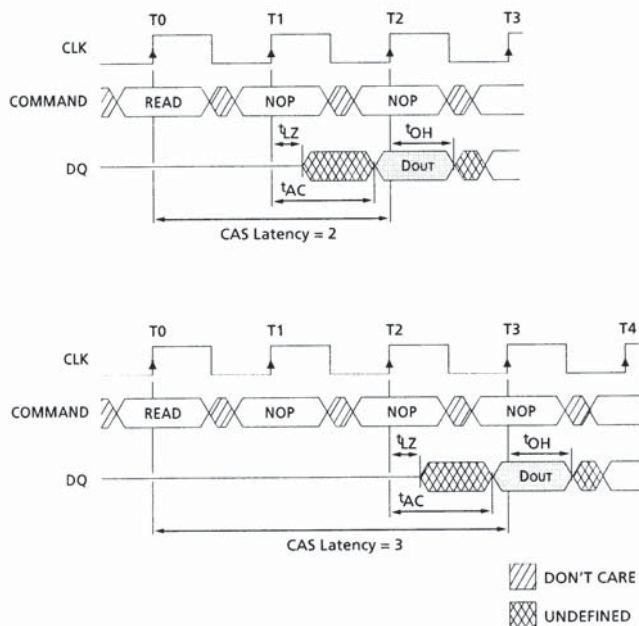 T0 T1 T2 T3
CLK
COMMAND READ NOP NOP
tLZ tOH
DQ DOUT
tAC
CAS Latency = 2
T0 T1 T2 T3 T4
CLK
COMMAND READ NOP NOP NOP
tLZ tOH
DQ DOUT
tAC
CAS Latency = 3
DON'T CARE
UNDEFINED